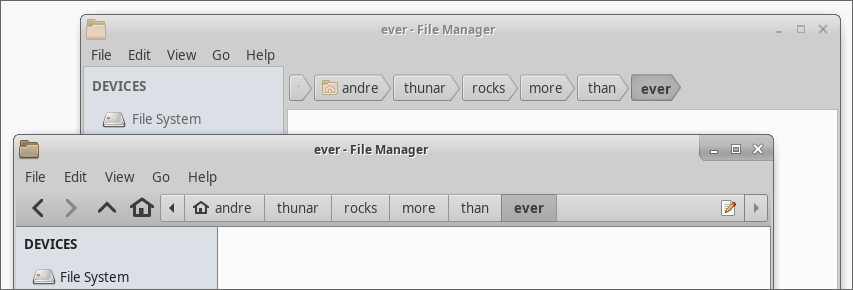 ever - File Manager
File Edit View Go Help
DEVICES
andre thunar rocks more than ever
File System
ever - File Manager
File Edit View Go Help
andre thunar rocks more than ever
DEVICES
File System